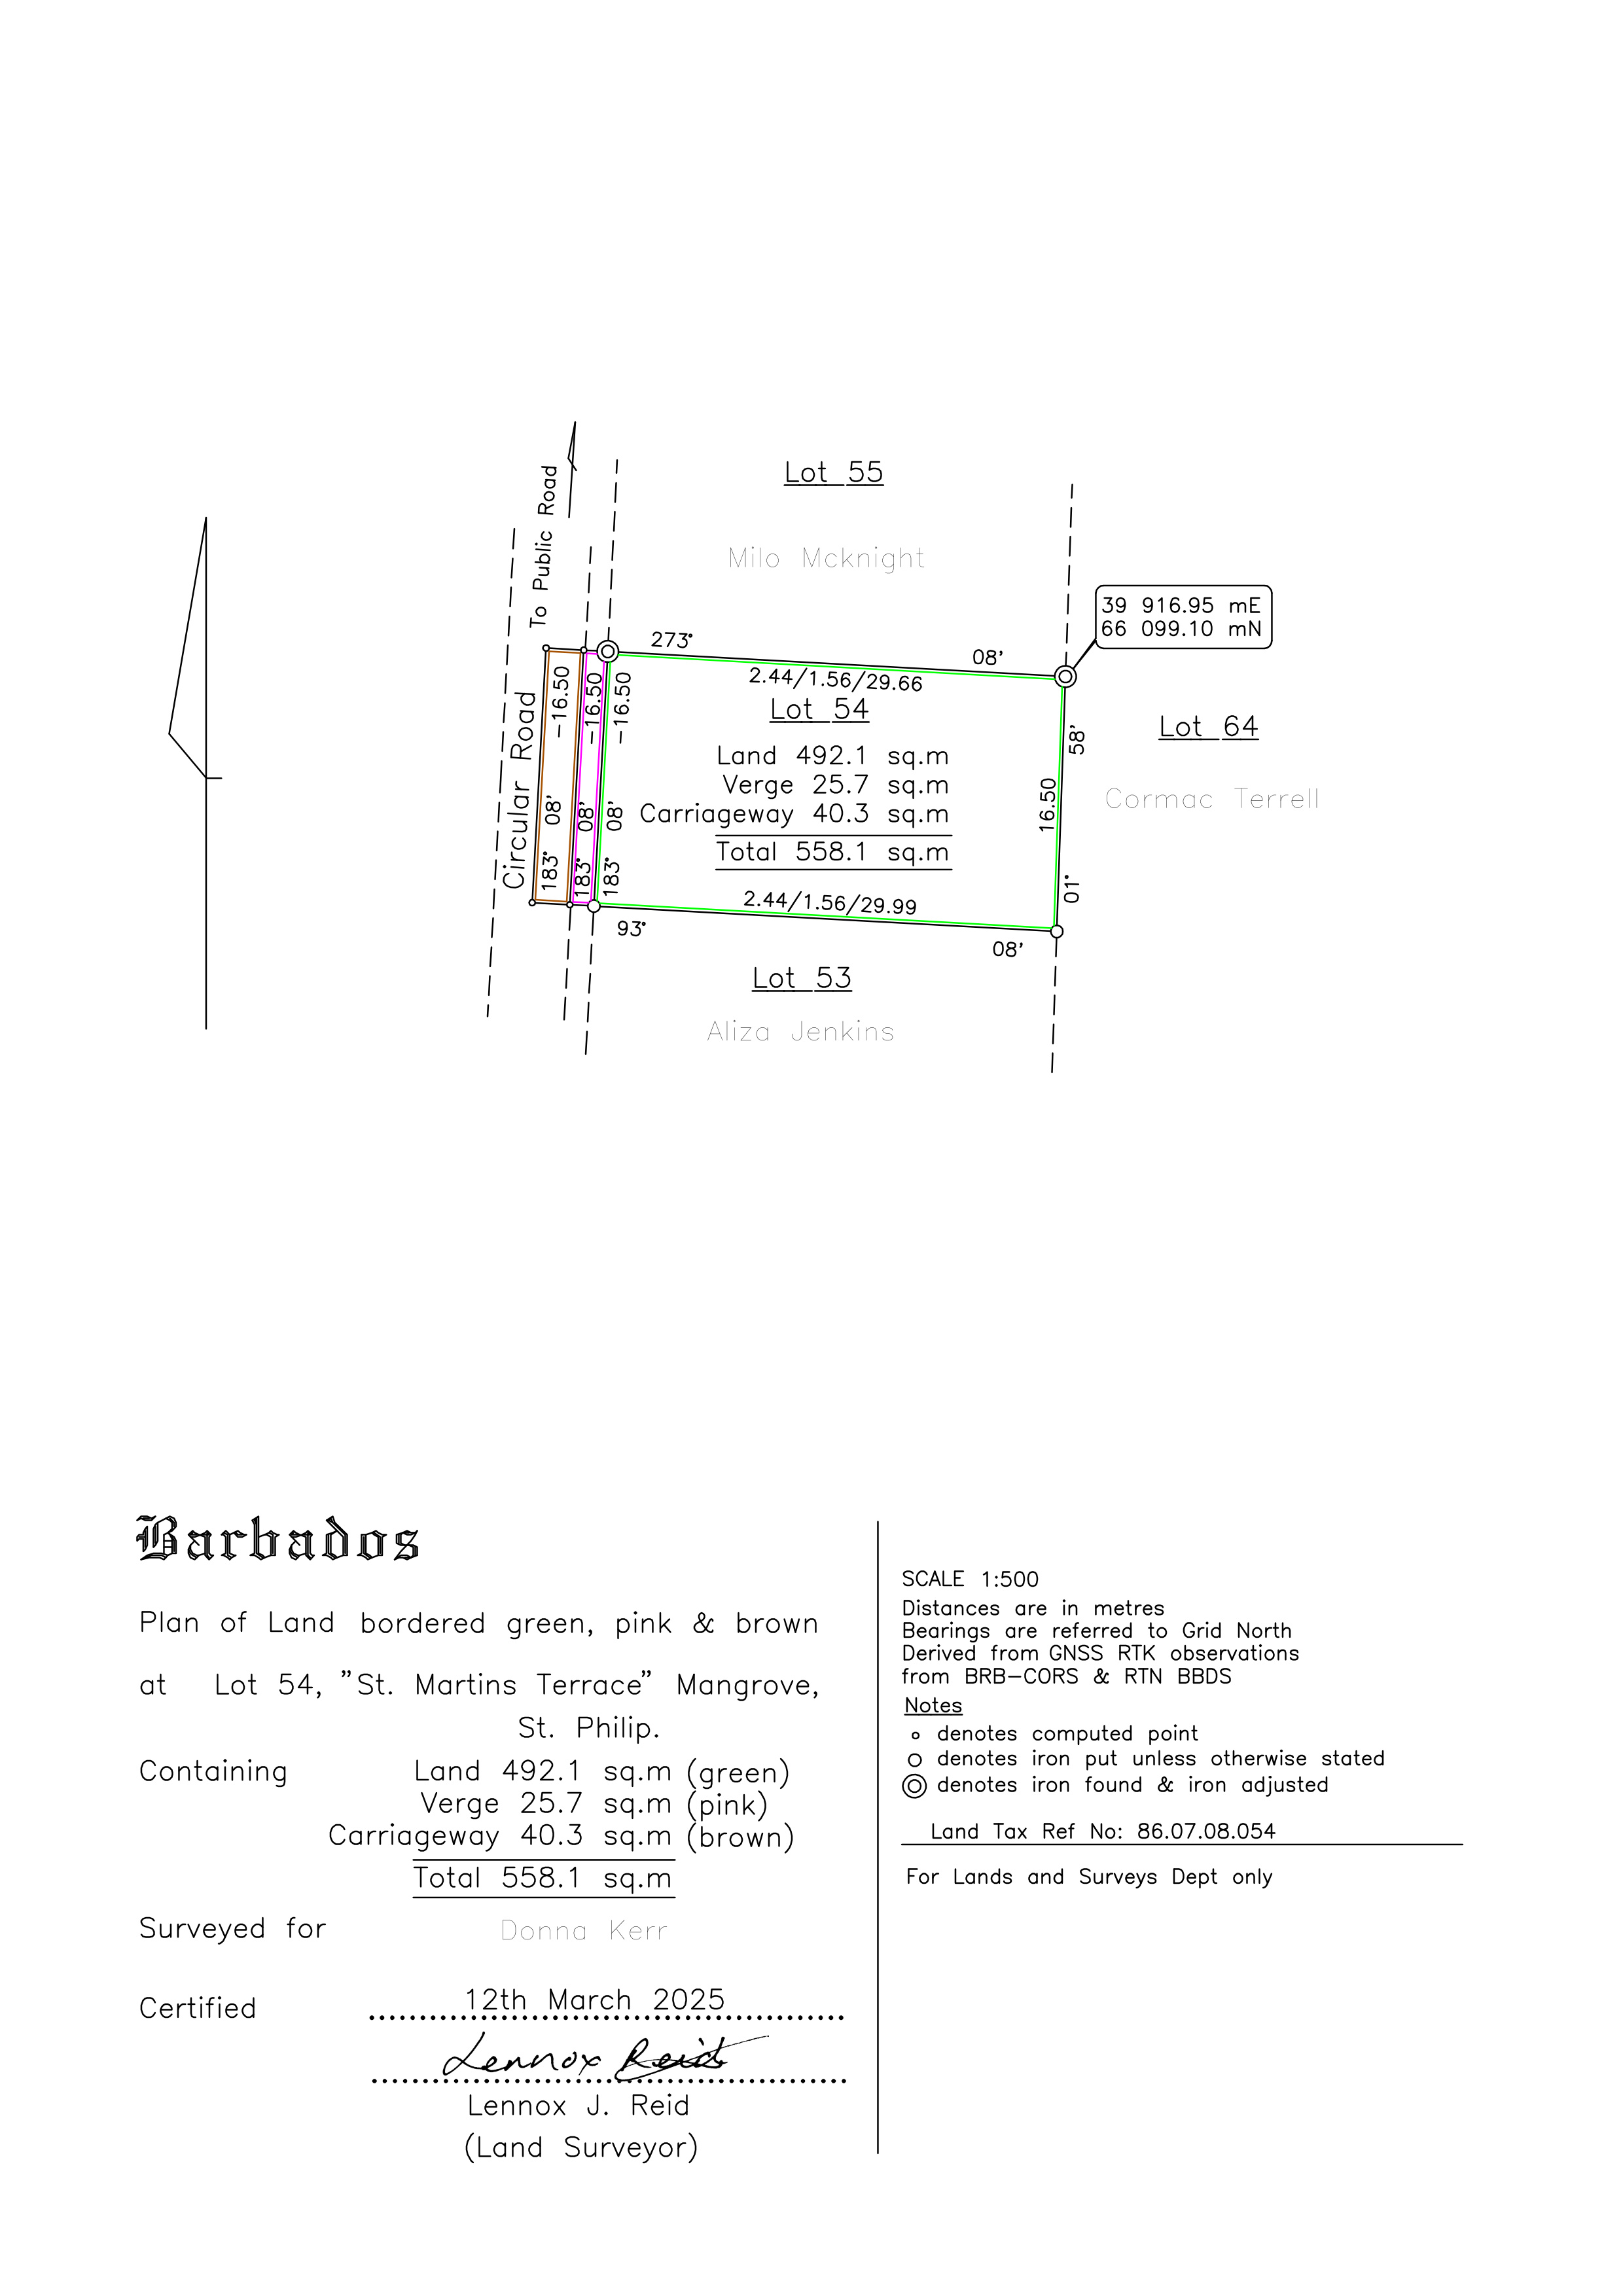 Lot 55
To Public Road
Milo Mcknight
39 916.95 mE
66 099.10 mN
273° 08'
2.44/1.56/29.66
Lot 54
Land 492.1 sq.m
Verge 25.7 sq.m
Carriageway 40.3 sq.m
Total 558.1 sq.m
Circular Road
183° 08' -16.50
183° 08' -16.50
183° 08' -16.50
01° 58'
16.50
Lot 64
Cormac Terrell
2.44/1.56/29.99
93° 08'
Lot 53
Aliza Jenkins
Barbados
Plan of Land bordered green, pink & brown
at Lot 54, "St. Martins Terrace" Mangrove,
St. Philip.
Containing Land 492.1 sq.m (green)
Verge 25.7 sq.m (pink)
Carriageway 40.3 sq.m (brown)
Total 558.1 sq.m
Surveyed for Donna Kerr
Certified 12th March 2025
Lennox Reid
Lennox J. Reid
(Land Surveyor)
SCALE 1:500
Distances are in metres
Bearings are referred to Grid North
Derived from GNSS RTK observations
from BRB-CORS & RTN BBDS
Notes
denotes computed point
denotes iron put unless otherwise stated
denotes iron found & iron adjusted
Land Tax Ref No: 86.07.08.054
For Lands and Surveys Dept only